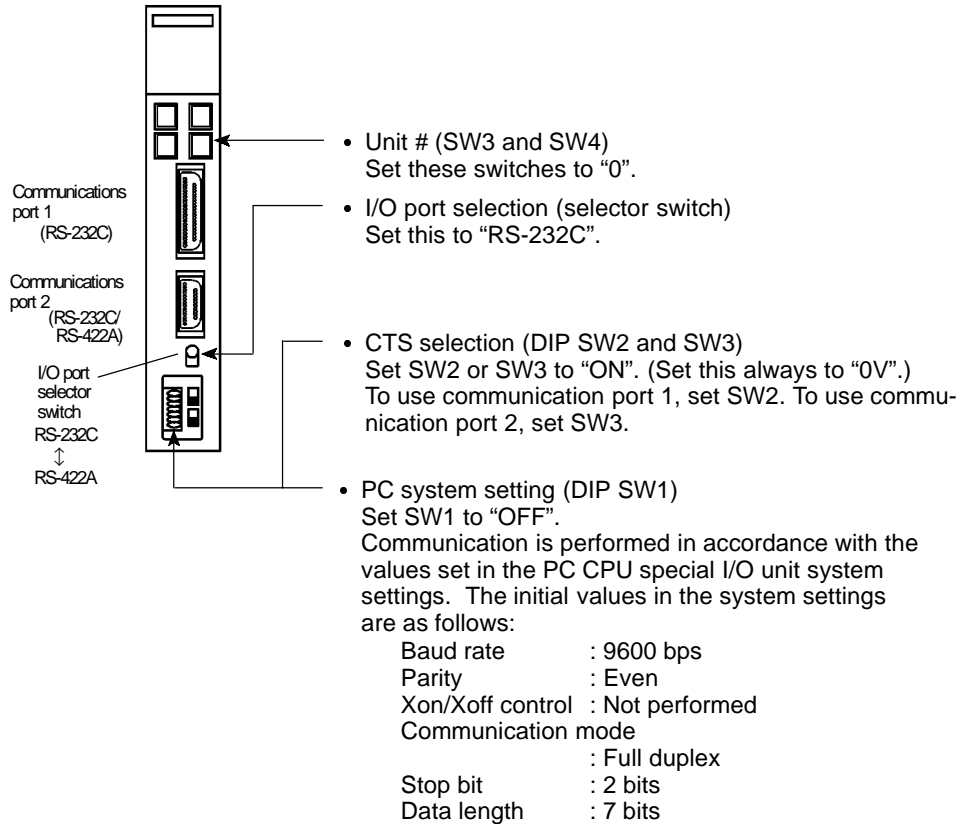 • Unit # (SW3 and SW4)
Set these switches to “0”.
Communications
port 1
(RS-232C)
• I/O port selection (selector switch)
Set this to “RS-232C”.
Communications
port 2
(RS-232C/
RS-422A)
I/O port
selector
switch
RS-232C
↕
RS-422A
• CTS selection (DIP SW2 and SW3)
Set SW2 or SW3 to “ON”. (Set this always to “0V”.)
To use communication port 1, set SW2. To use commu-
nication port 2, set SW3.
• PC system setting (DIP SW1)
Set SW1 to “OFF”.
Communication is performed in accordance with the
values set in the PC CPU special I/O unit system
settings. The initial values in the system settings
are as follows:
Baud rate : 9600 bps
Parity : Even
Xon/Xoff control : Not performed
Communication mode
: Full duplex
Stop bit : 2 bits
Data length : 7 bits